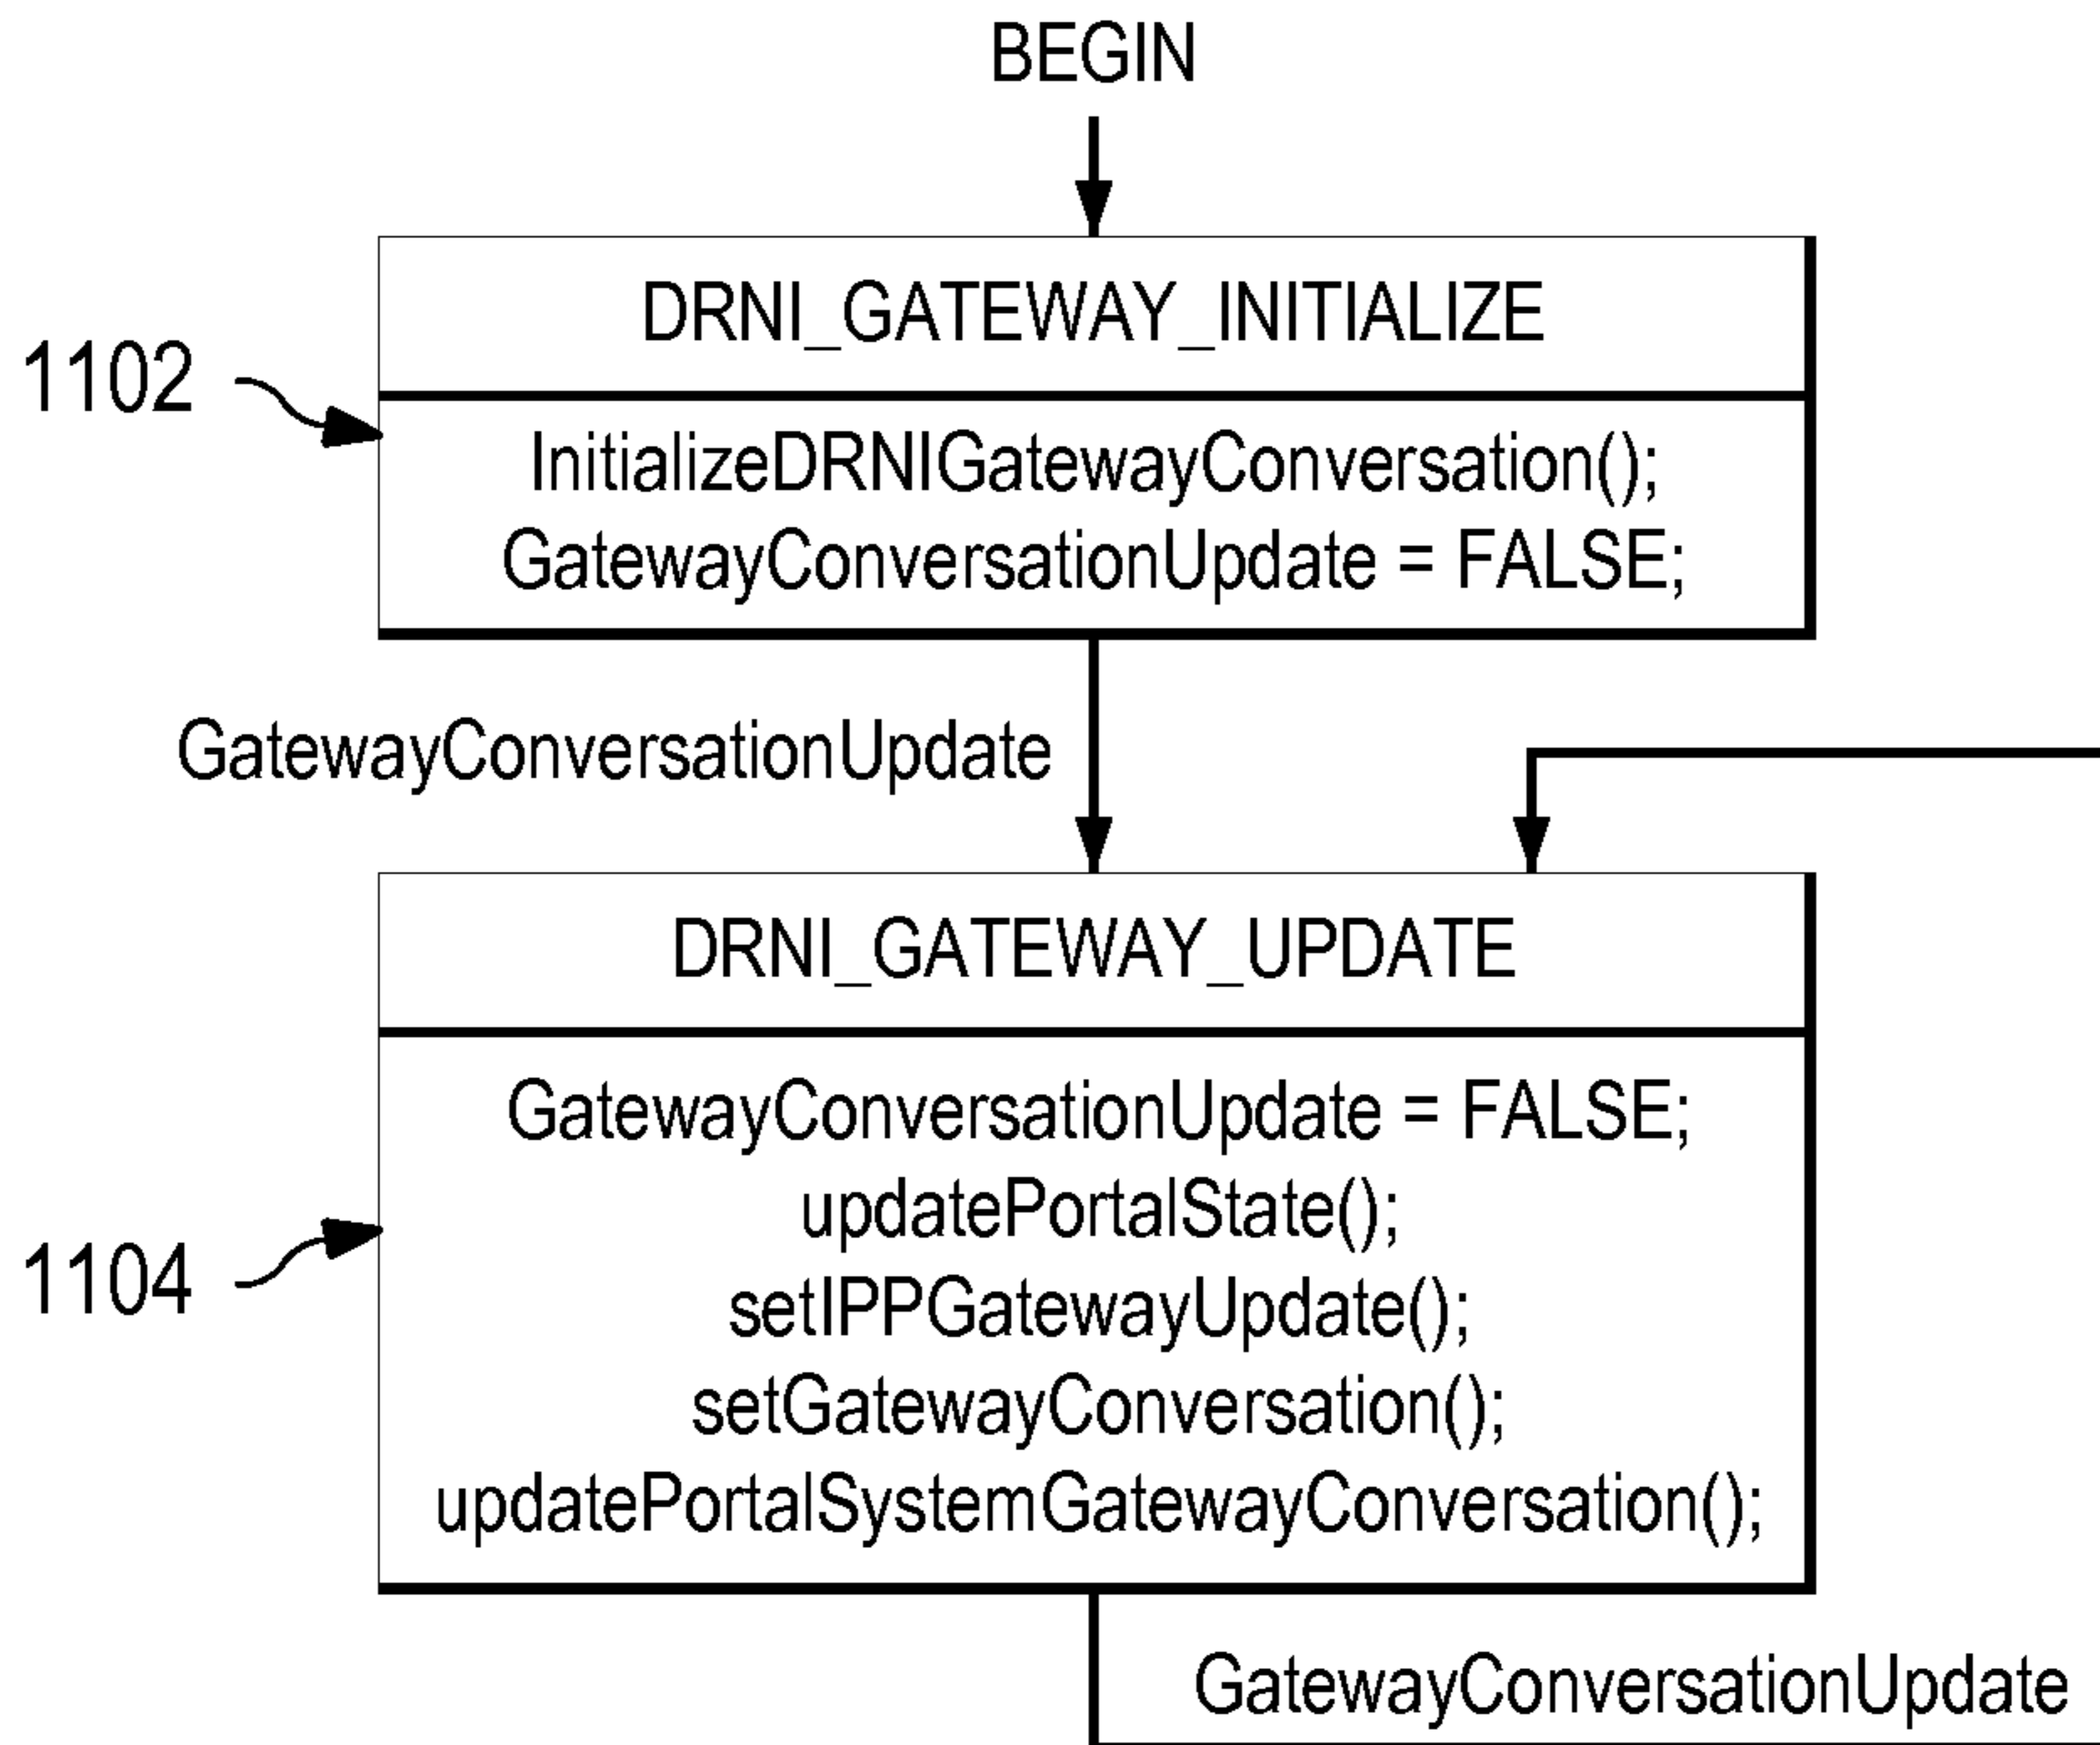 BEGIN
DRNI_GATEWAY_INITIALIZE
1102
InitializeDRNIGatewayConversation();
GatewayConversationUpdate = FALSE;
GatewayConversationUpdate
DRNI_GATEWAY_UPDATE
GatewayConversationUpdate = FALSE;
updatePortalState();
1104
setIPPGatewayUpdate();
setGatewayConversation();
updatePortalSystemGatewayConversation();
GatewayConversationUpdate